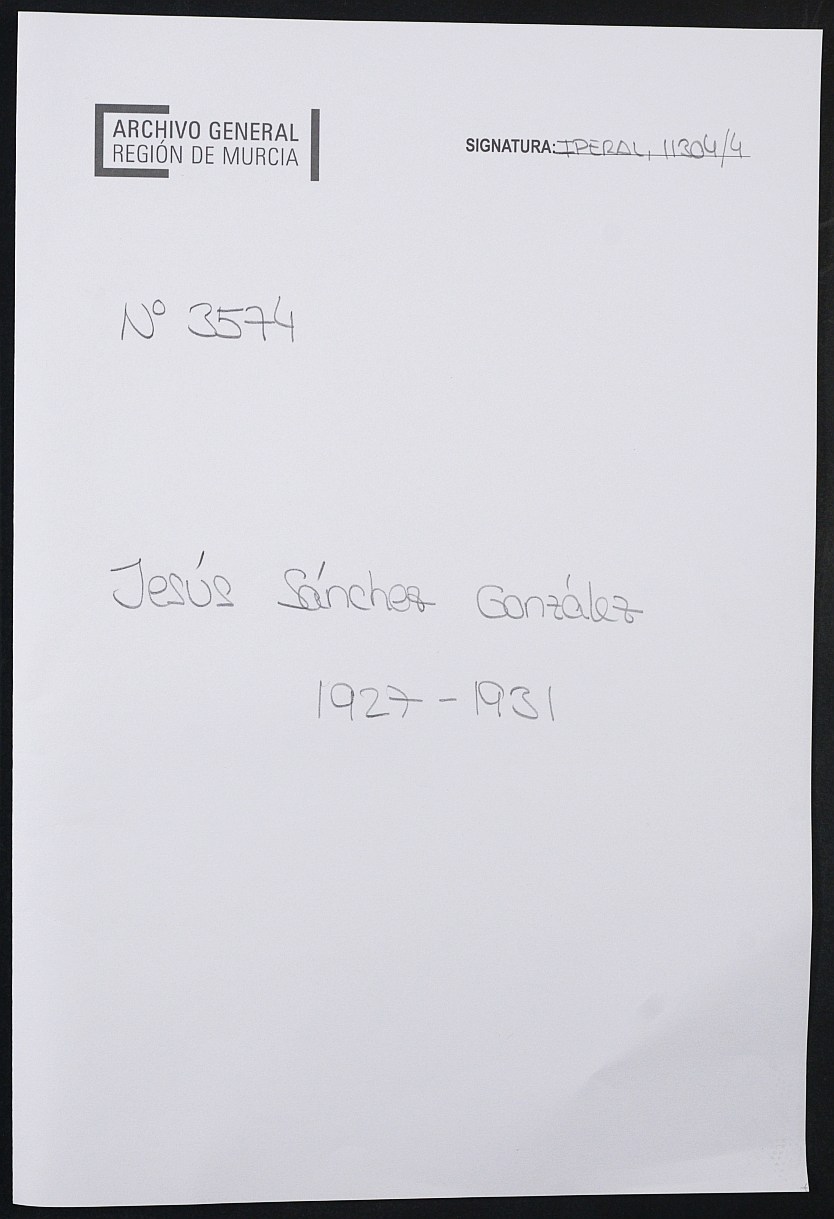 ARCHIVO GENERAL
REGIÓN DE MURCIA
SIGNATURA: IPERAL, 11304/4
Nº 3574
Jesús Sánchez González
1927-1931